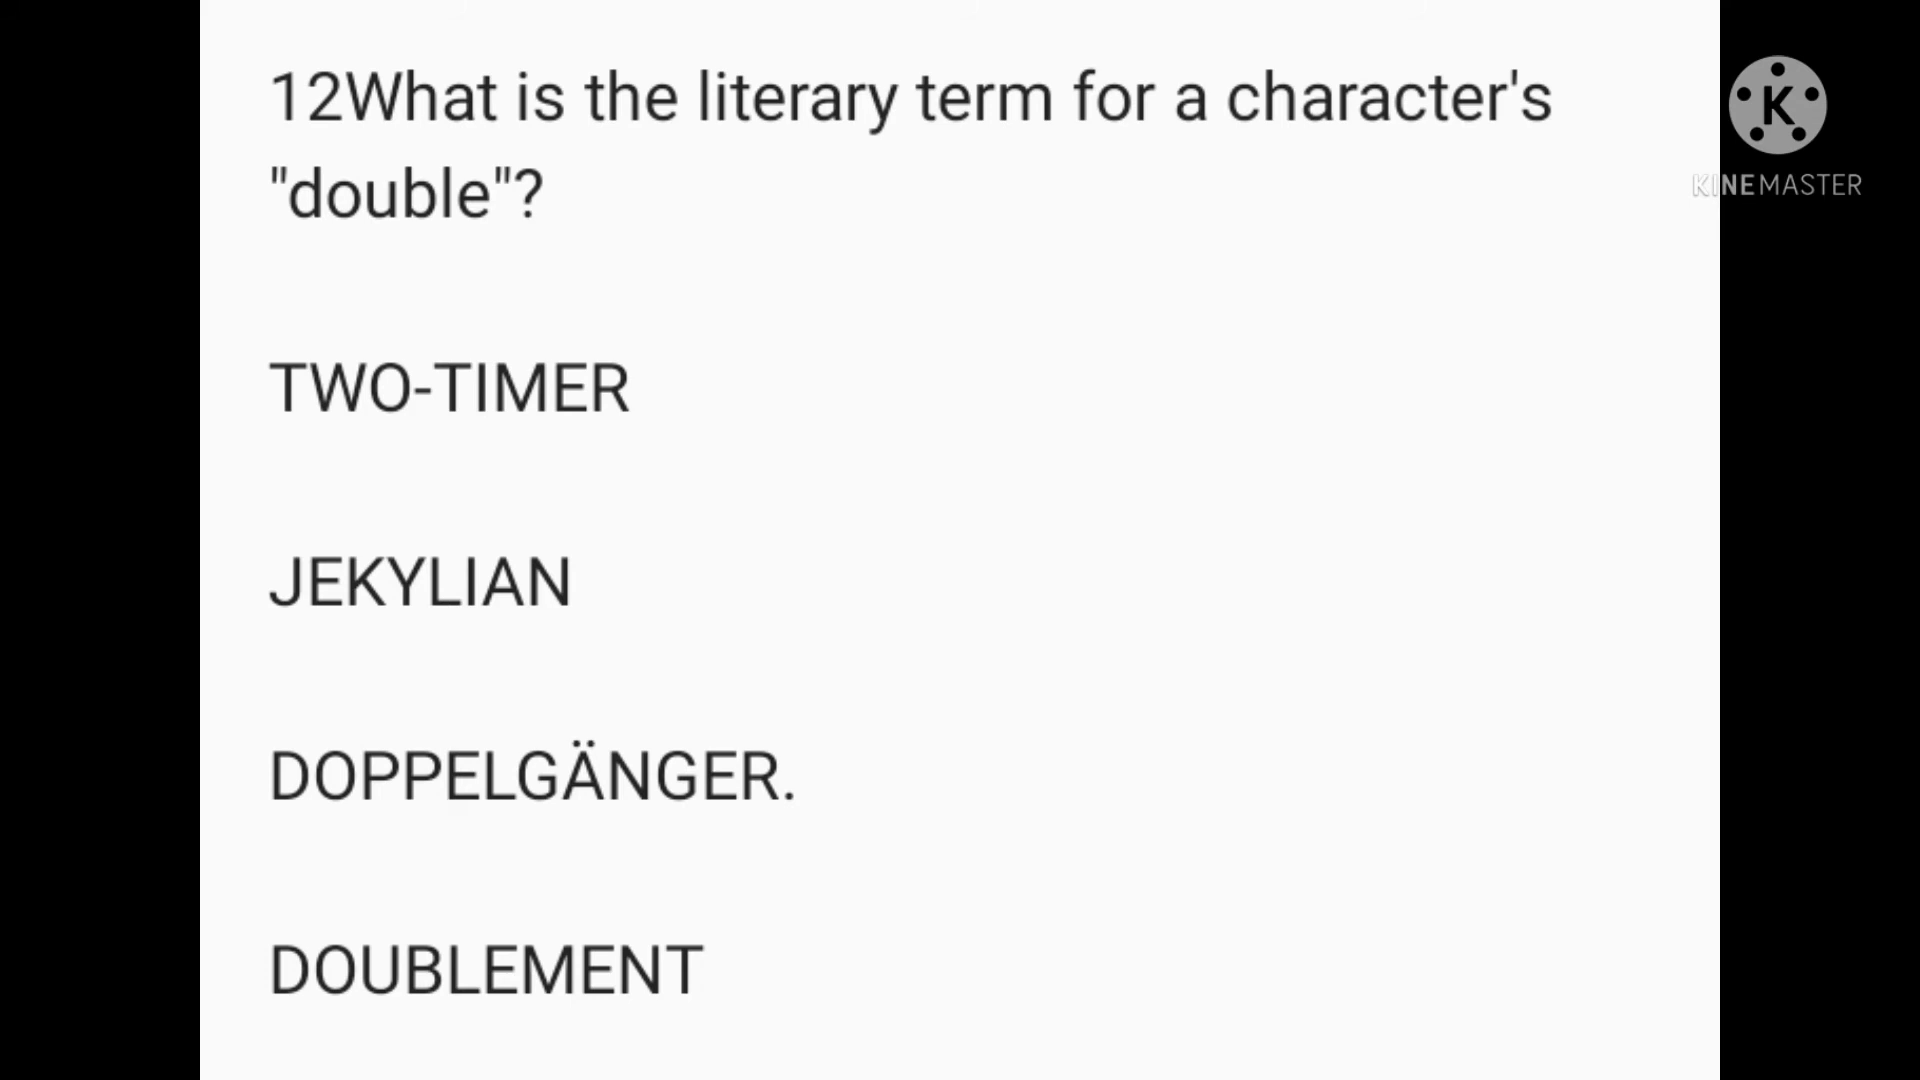 12What is the literary term for a character's
"double"?
TWO-TIMER
JEKYLIAN
DOPPELGÄNGER.
DOUBLEMENT
K
KINEMASTER